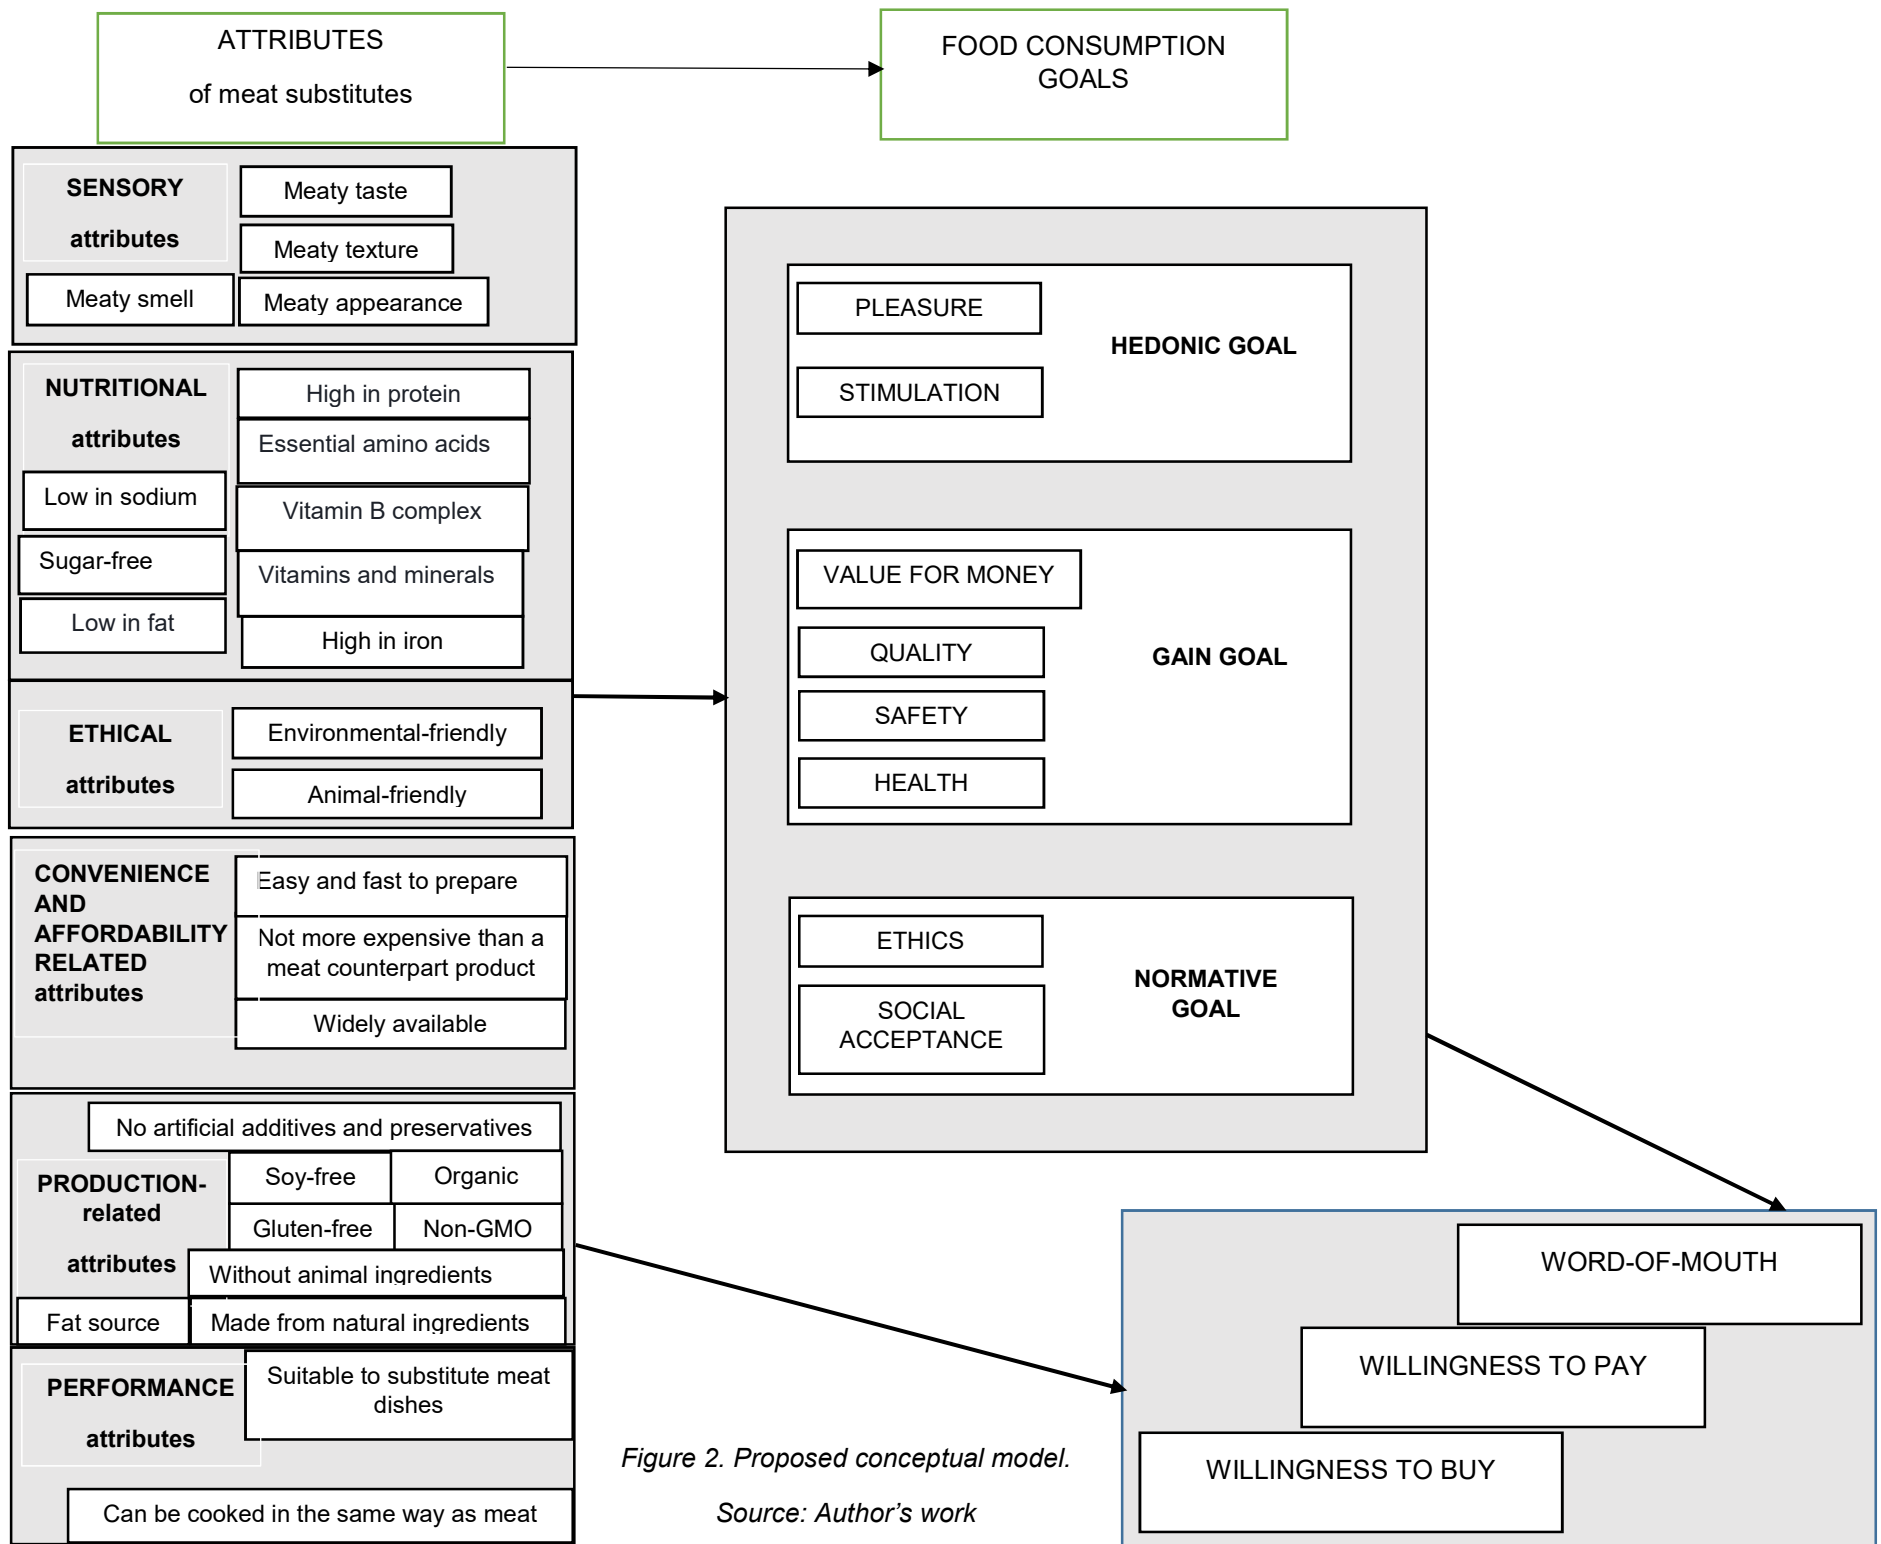 ATTRIBUTES
of meat substitutes
FOOD CONSUMPTION
GOALS
SENSORY
attributes
Meaty taste
Meaty texture
Meaty smell
Meaty appearance
NUTRITIONAL
attributes
High in protein
Essential amino acids
Low in sodium
Vitamin B complex
Sugar-free
Vitamins and minerals
Low in fat
High in iron
ETHICAL
attributes
Environmental-friendly
Animal-friendly
CONVENIENCE
AND
AFFORDABILITY
RELATED
attributes
Easy and fast to prepare
Not more expensive than a
meat counterpart product
Widely available
No artificial additives and preservatives
PRODUCTION-
related
attributes
Soy-free
Organic
Gluten-free
Non-GMO
Without animal ingredients
Fat source
Made from natural ingredients
PERFORMANCE
attributes
Suitable to substitute meat
dishes
Can be cooked in the same way as meat
PLEASURE
STIMULATION
HEDONIC GOAL
VALUE FOR MONEY
QUALITY
SAFETY
HEALTH
GAIN GOAL
ETHICS
SOCIAL
ACCEPTANCE
NORMATIVE
GOAL
WORD-OF-MOUTH
WILLINGNESS TO PAY
WILLINGNESS TO BUY
Figure 2. Proposed conceptual model.
Source: Author's work